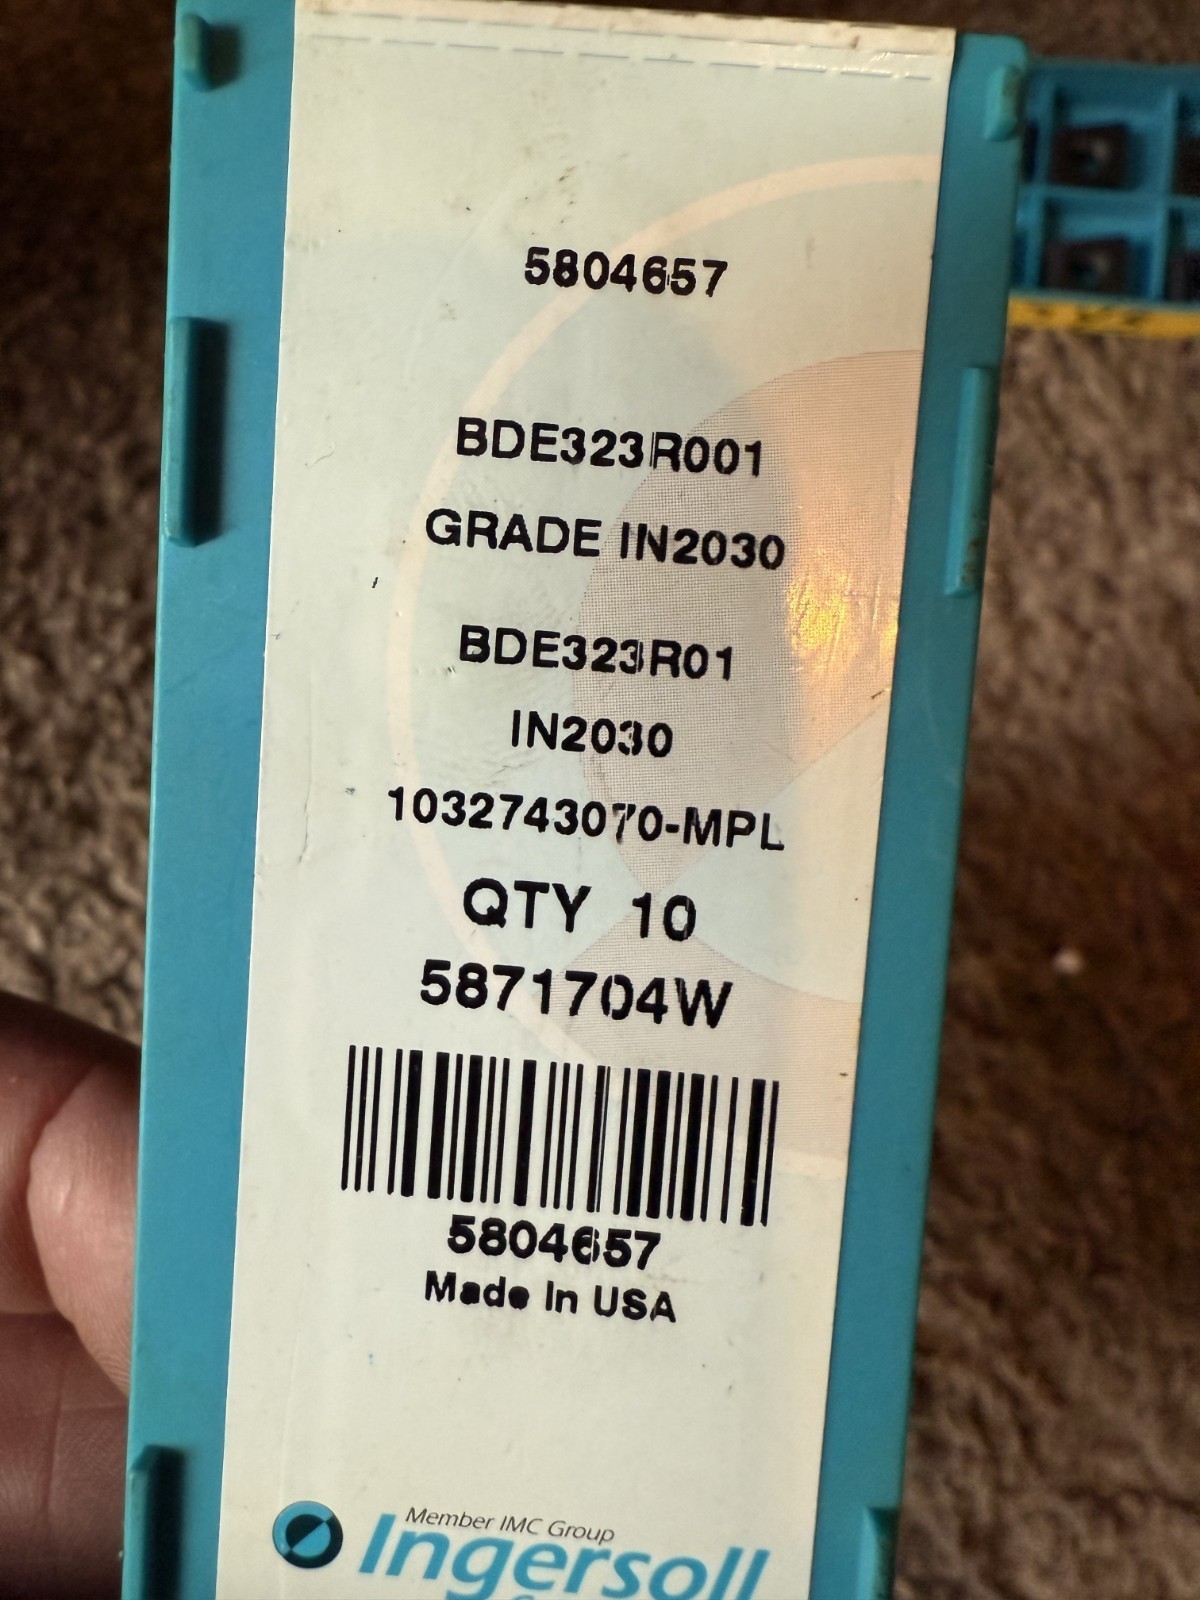 5804657
BDE323R001
GRADE IN2030
BDE323R01
IN2030
1032743070-MPL
QTY 10
5871704W
5804657
Made In USA
Member IMC Group
Ingersoll